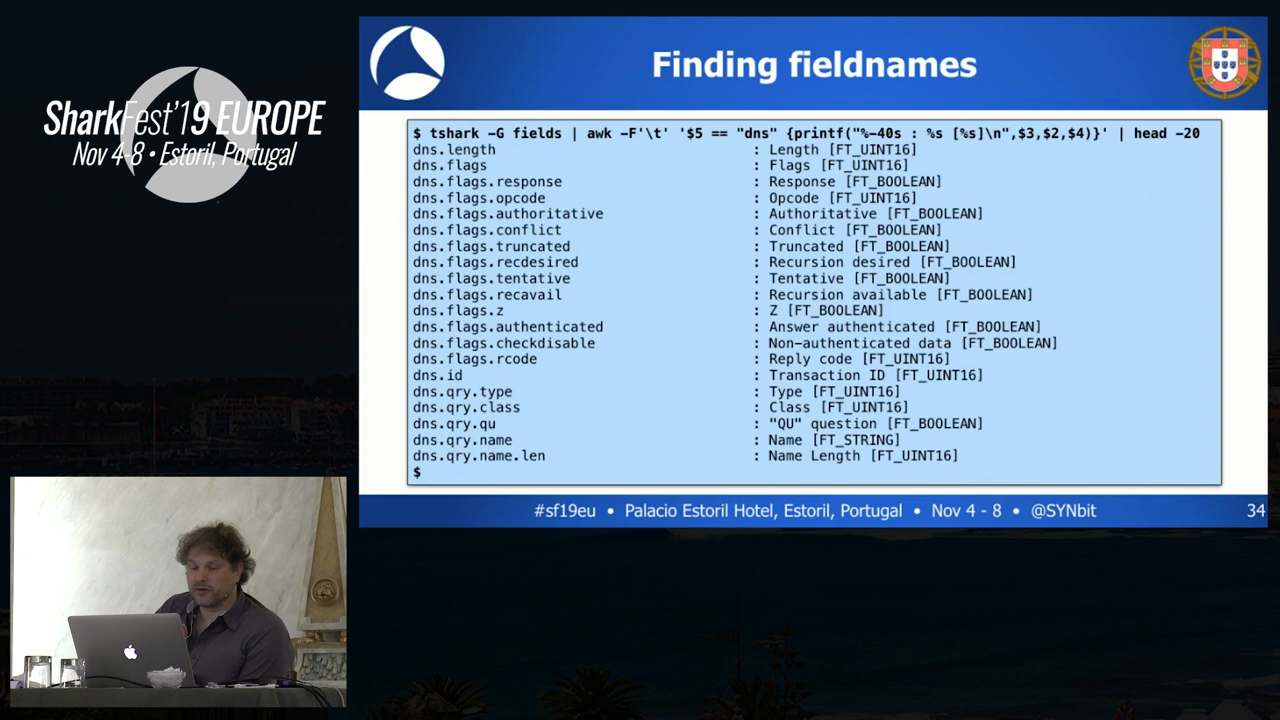 SharkFest'19 EUROPE
Nov 4-8 • Estoril, Portugal
Finding fieldnames
$ tshark -G fields | awk -F'\t' '$5 == "dns" {printf("%-40s : %s [%s]\n",$3,$2,$4)}' | head -20
dns.length : Length [FT_UINT16]
dns.flags : Flags [FT_UINT16]
dns.flags.response : Response [FT_BOOLEAN]
dns.flags.opcode : Opcode [FT_UINT16]
dns.flags.authoritative : Authoritative [FT_BOOLEAN]
dns.flags.conflict : Conflict [FT_BOOLEAN]
dns.flags.truncated : Truncated [FT_BOOLEAN]
dns.flags.recdesired : Recursion desired [FT_BOOLEAN]
dns.flags.tentative : Tentative [FT_BOOLEAN]
dns.flags.recavail : Recursion available [FT_BOOLEAN]
dns.flags.z : Z [FT_BOOLEAN]
dns.flags.authenticated : Answer authenticated [FT_BOOLEAN]
dns.flags.checkdisable : Non-authenticated data [FT_BOOLEAN]
dns.flags.rcode : Reply code [FT_UINT16]
dns.id : Transaction ID [FT_UINT16]
dns.qry.type : Type [FT_UINT16]
dns.qry.class : Class [FT_UINT16]
dns.qry.qu : "QU" question [FT_BOOLEAN]
dns.qry.name : Name [FT_STRING]
dns.qry.name.len : Name Length [FT_UINT16]
$
#sf19eu • Palacio Estoril Hotel, Estoril, Portugal • Nov 4 - 8 • @SYNbit
34